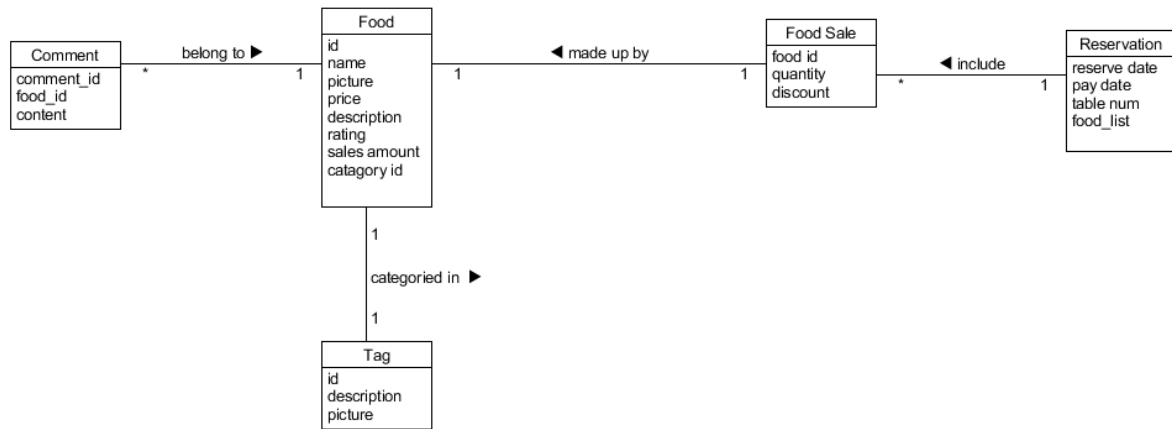 Comment
comment_id
food_id
content
belong to ▶
*
1
Food
id
name
picture
price
description
rating
sales amount
catagory id
◀ made up by
1
1
Food Sale
food id
quantity
discount
◀ include
*
1
Reservation
reserve date
pay date
table num
food_list
1
categoried in ▶
1
Tag
id
description
picture